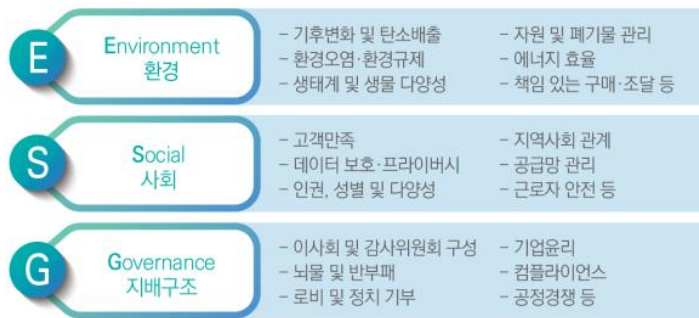 E
Environment
환경
- 기후변화 및 탄소배출
- 환경오염·환경규제
- 생태계 및 생물 다양성
- 자원 및 폐기물 관리
- 에너지 효율
- 책임 있는 구매·조달 등
S
Social
사회
- 고객만족
- 데이터 보호·프라이버시
- 인권, 성별 및 다양성
- 지역사회 관계
- 공급망 관리
- 근로자 안전 등
G
Governance
지배구조
- 이사회 및 감사위원회 구성
- 뇌물 및 반부패
- 로비 및 정치 기부
- 기업윤리
- 컴플라이언스
- 공정경쟁 등